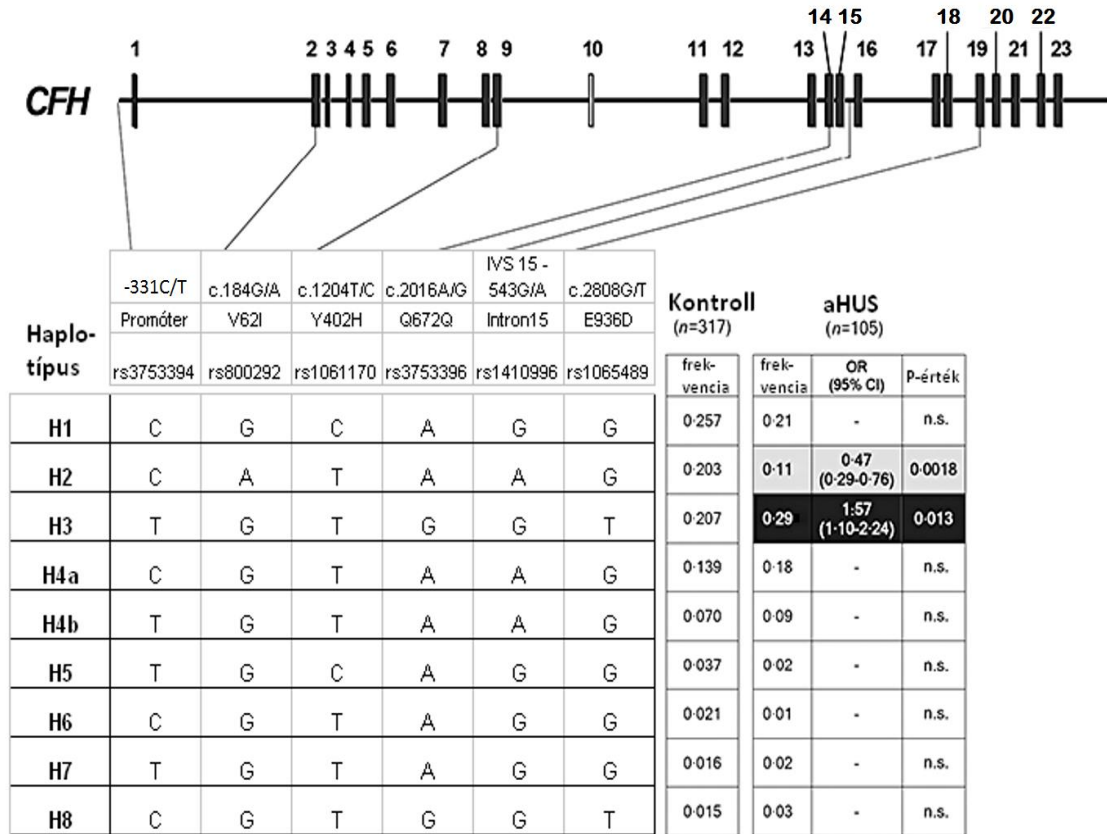 14 15 18 20 22
1 2 3 4 5 6 7 8 9 10 11 12 13 16 17 19 21 23
CFH
-331C/T c.184G/A c.1204T/C c.2016A/G IVS 15 - 543G/A c.2808G/T
Promóter V62I Y402H Q672Q Intron15 E936D
rs3753394 rs800292 rs1061170 rs3753396 rs1410996 rs1065489
Haplo-
típus
Kontroll aHUS
(n=317) (n=105)
frek-
vencia
frek-
vencia
OR
(95% CI)
P-érték
H1 C G C A G G 0·257 0·21 - n.s.
H2 C A T A A G 0·203 0·11 0·47 (0·29-0·76) 0·0018
H3 T G T G G T 0·207 0·29 1:57 (1·10-2·24) 0·013
H4a C G T A A G 0·139 0·18 - n.s.
H4b T G T A A G 0·070 0·09 - n.s.
H5 T G C A G G 0·037 0·02 - n.s.
H6 C G T A G G 0·021 0·01 - n.s.
H7 T G T A G G 0·016 0·02 - n.s.
H8 C G T G G T 0·015 0·03 - n.s.